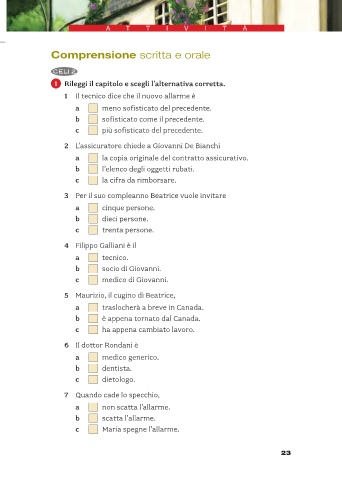 ATTIVITÀ
Comprensione scritta e orale
CELI 2
1 Rileggi il capitolo e scegli l'alternativa corretta.
1 Il tecnico dice che il nuovo allarme è
a meno sofisticato del precedente.
b sofisticato come il precedente.
c più sofisticato del precedente.
2 L'assicuratore chiede a Giovanni De Bianchi
a la copia originale del contratto assicurativo.
b l'elenco degli oggetti rubati.
c la cifra da rimborsare.
3 Per il suo compleanno Beatrice vuole invitare
a cinque persone.
b dieci persone.
c trenta persone.
4 Filippo Galliani è il
a tecnico.
b socio di Giovanni.
c medico di Giovanni.
5 Maurizio, il cugino di Beatrice,
a traslocherà a breve in Canada.
b è appena tornato dal Canada.
c ha appena cambiato lavoro.
6 Il dottor Rondani è
a medico generico.
b dentista.
c dietologo.
7 Quando cade lo specchio,
a non scatta l'allarme.
b scatta l'allarme.
c Maria spegne l'allarme.
23